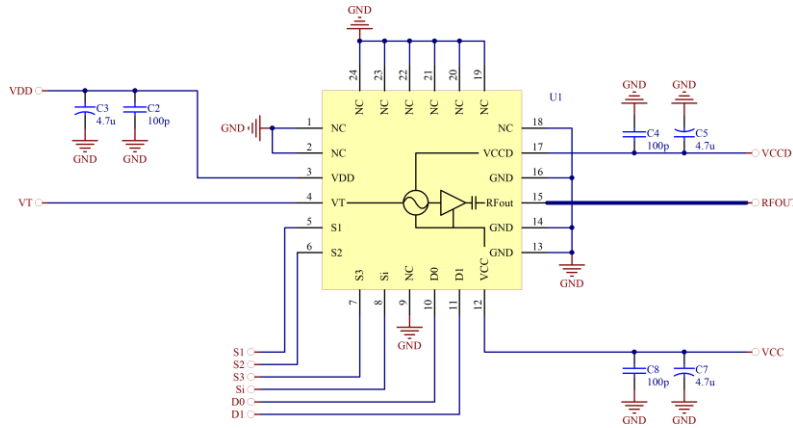 GND
24
23
22
21
20
19
NC
NC
NC
NC
NC
NC
U1
VDD
C3
4.7u
C2
100p
GND
GND
GND
1
NC
2
NC
3
VDD
VT
4
VT
5
S1
6
S2
NC
18
VCCD
17
GND
16
RFout
15
GND
14
GND
13
GND
GND
C4
100p
C5
4.7u
VCCD
RFOUT
GND
S3
Si
NC
D0
D1
VCC
7
8
9
10
11
12
GND
S1
S2
S3
Si
D0
D1
VCC
C8
100p
C7
4.7u
GND
GND